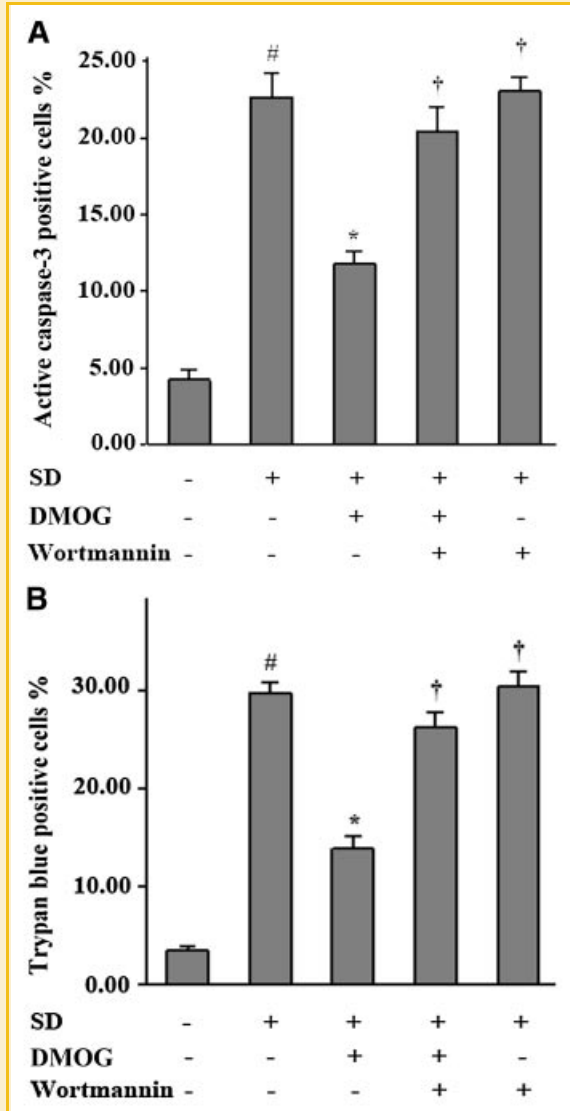 A
Active caspase-3 positive cells %
25.00
20.00
15.00
10.00
5.00
0.00
# * † †
SD - + + + +
DMOG - - + + -
Wortmannin - - - + +
B
Trypan blue positive cells %
30.00
20.00
10.00
0.00
# * † †
SD - + + + +
DMOG - - + + -
Wortmannin - - - + +